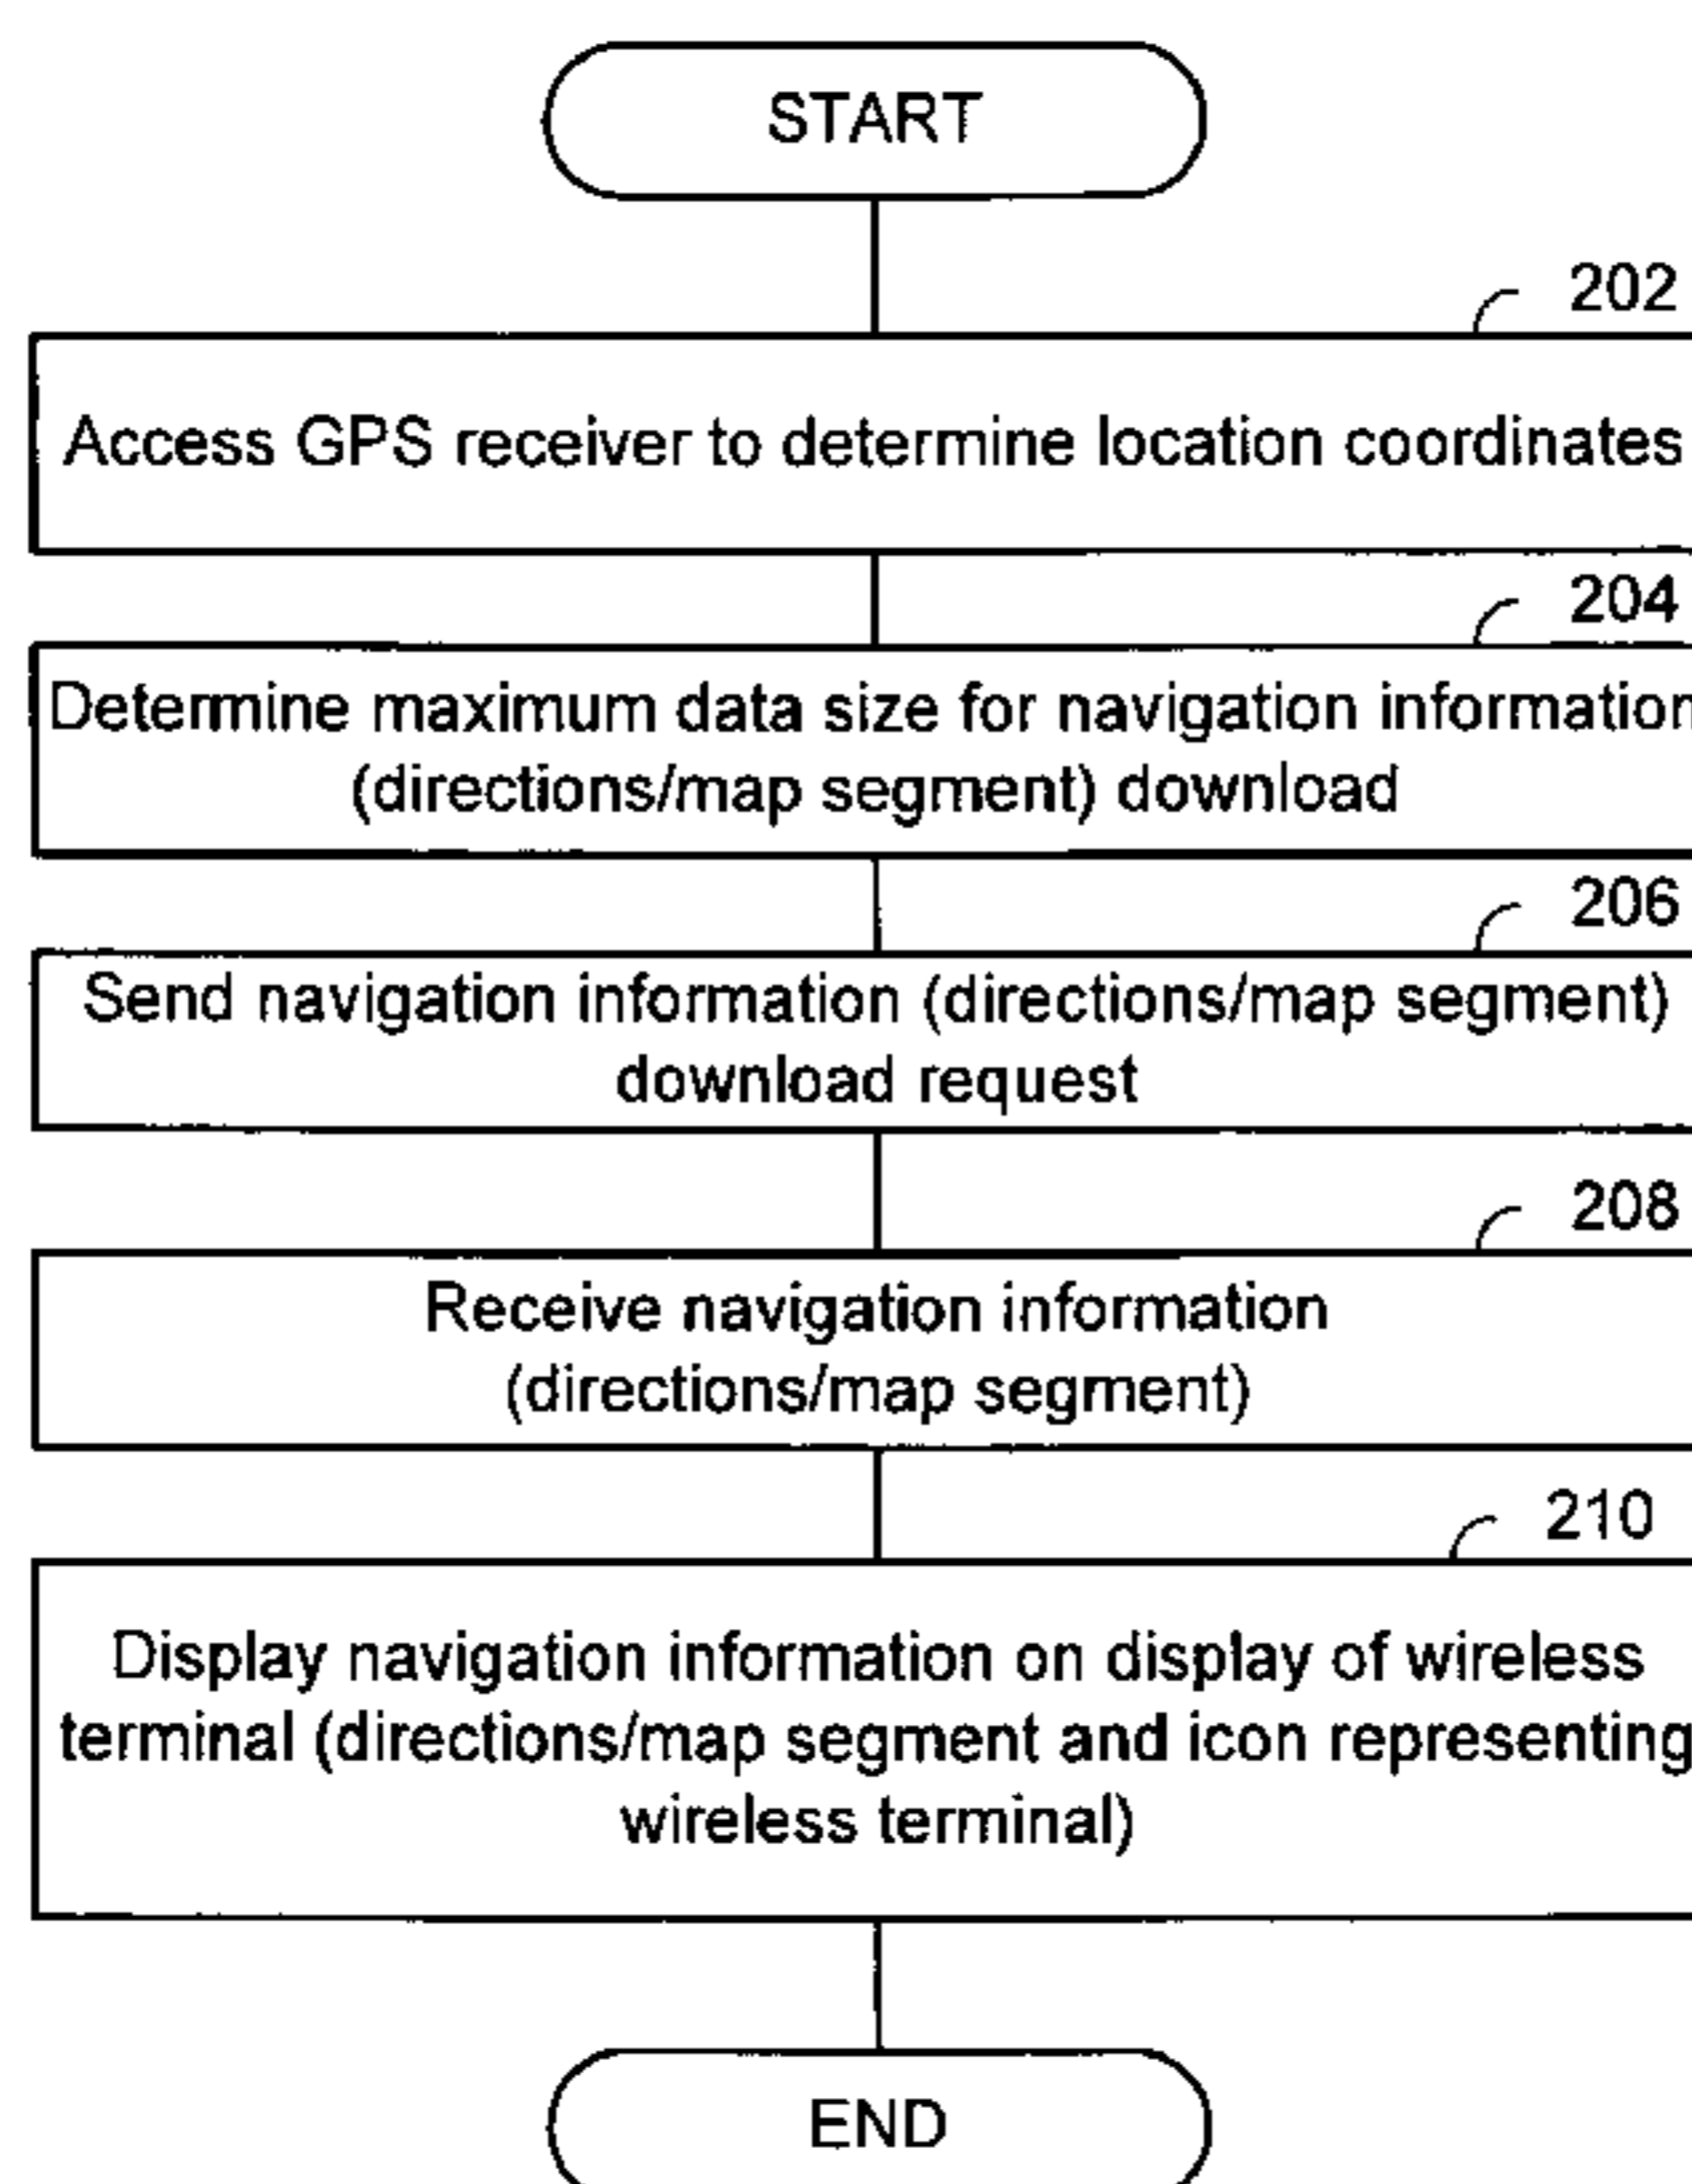 START
202
Access GPS receiver to determine location coordinates
204
Determine maximum data size for navigation information
(directions/map segment) download
206
Send navigation information (directions/map segment)
download request
208
Receive navigation information
(directions/map segment)
210
Display navigation information on display of wireless
terminal (directions/map segment and icon representing
wireless terminal)
END